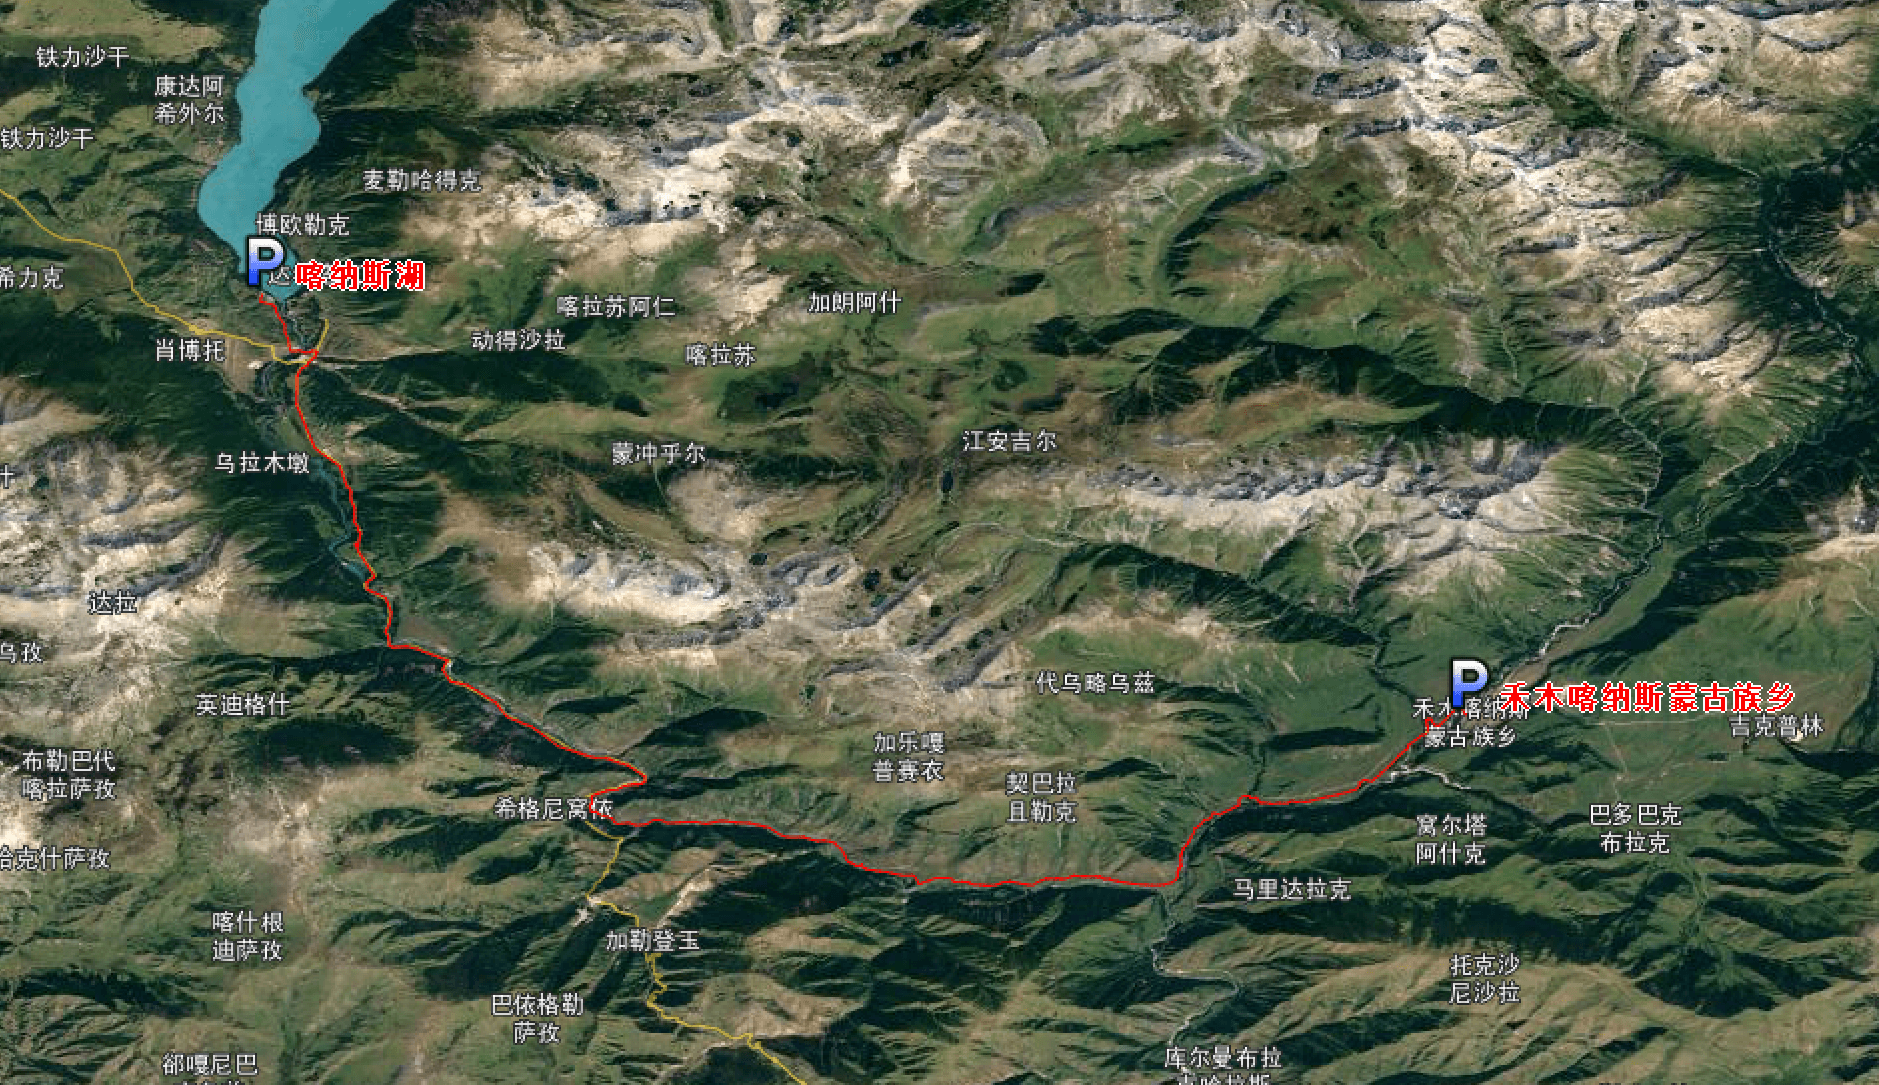 铁力沙干
康达阿
希外尔
铁力沙干
麦勒哈得克
博欧勒克
P
喀纳斯湖
希力克
喀拉苏阿仁
加朗阿什
动得沙拉
肖博托
喀拉苏
江安吉尔
蒙冲乎尔
乌拉木墩
什
达拉
乌孜
代乌略乌兹
P
禾木喀纳斯蒙古族乡
禾木喀纳斯
蒙古族乡
英迪格什
吉克普林
加乐嘎
普赛衣
布勒巴代
喀拉萨孜
契巴拉
且勒克
希格尼窝依
巴多巴克
布拉克
窝尔塔
阿什克
哈克什萨孜
马里达拉克
喀什根
迪萨孜
加勒登玉
托克沙
尼沙拉
巴依格勒
萨孜
库尔曼布拉
郤嘎尼巴